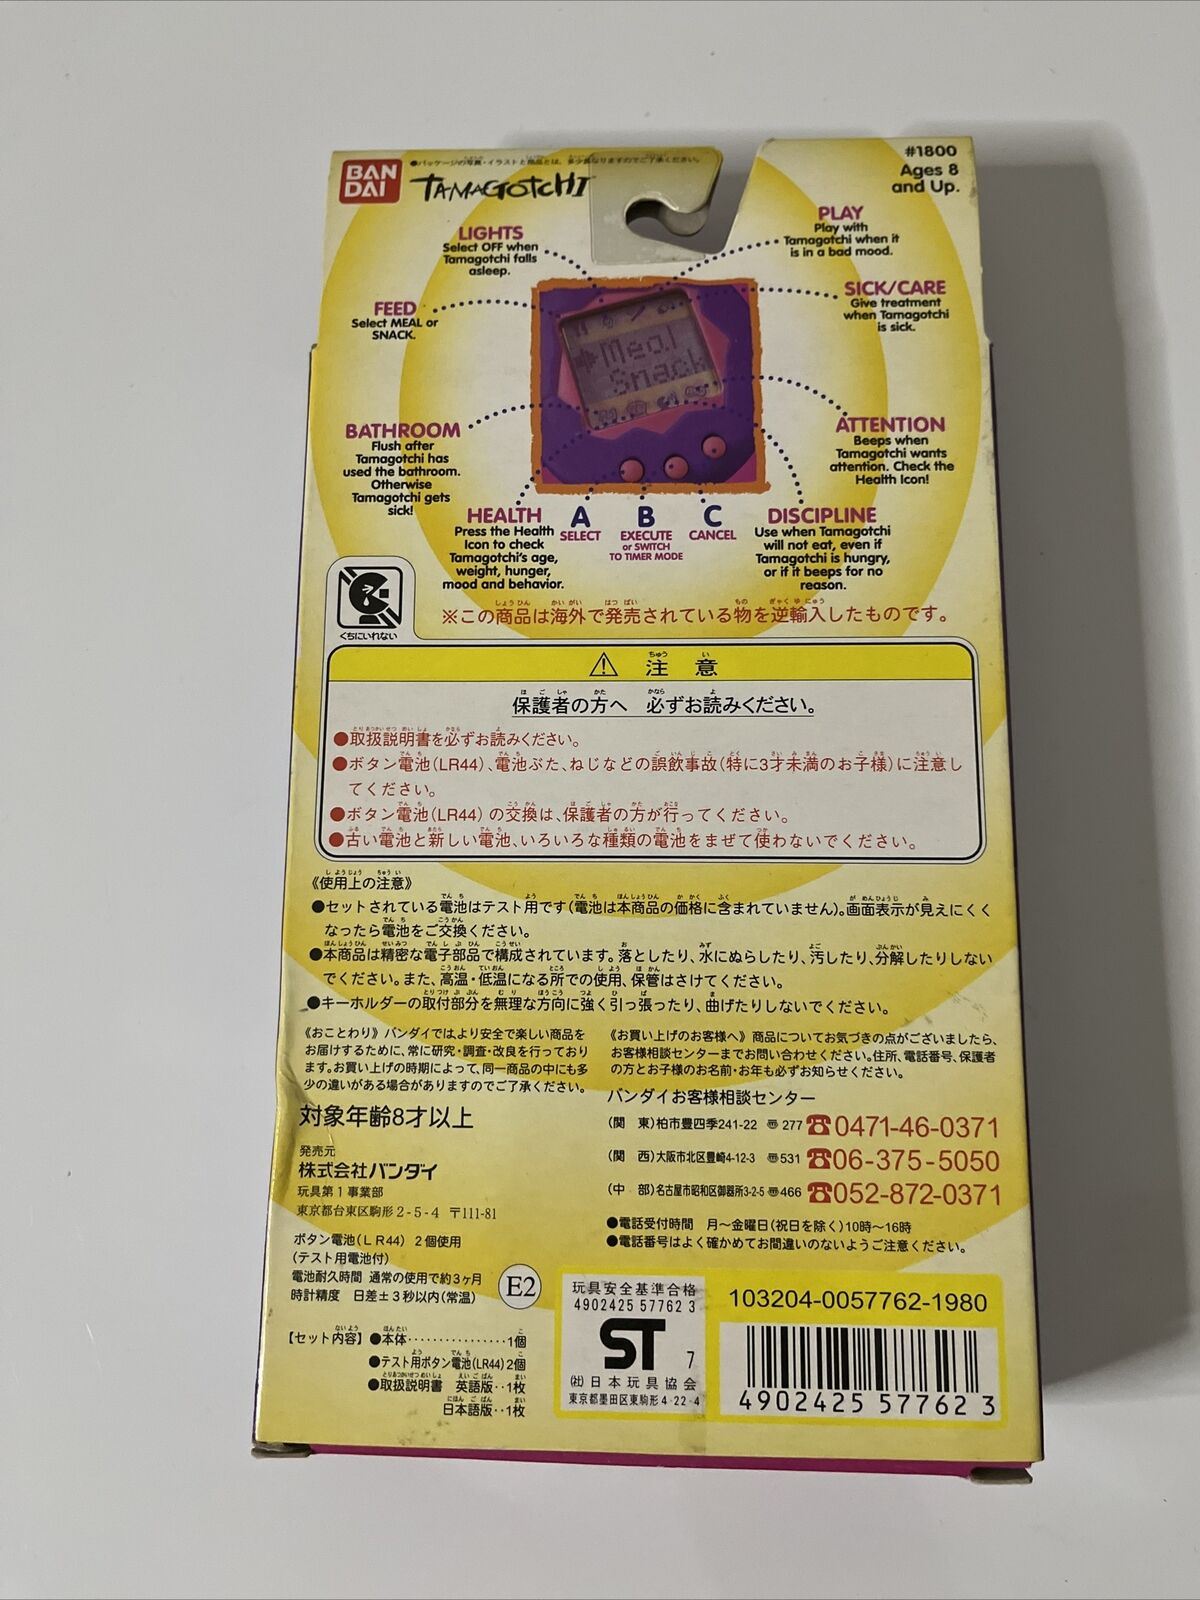 BAN
DAI
●パッケージの写真・イラストと商品とは、多少異なりますのでご了承ください。
TAMAGOTCHI
#1800
Ages 8
and Up.
LIGHTS
Select OFF when
Tamagotchi falls
asleep.
PLAY
Play with
Tamagotchi when it
is in a bad mood.
FEED
Select MEAL or
SNACK.
SICK/CARE
Give treatment
when Tamagotchi
is sick.
Meal
Snack
BATHROOM
Flush after
Tamagotchi has
used the bathroom.
Otherwise
Tamagotchi gets
sick!
ATTENTION
Beeps when
Tamagotchi wants
attention. Check the
Health Icon!
HEALTH
Press the Health
Icon to check
Tamagotchi's age,
weight, hunger,
mood and behavior.
A
SELECT
B
EXECUTE
or SWITCH
TO TIMER MODE
C
CANCEL
DISCIPLINE
Use when Tamagotchi
will not eat, even if
Tamagotchi is hungry,
or if it beeps for no
reason.
くちにいれない
※この商品は海外で発売されている物を逆輸入したものです。
⚠ 注 意
保護者の方へ 必ずお読みください。
●取扱説明書を必ずお読みください。
●ボタン電池(LR44)、電池ぶた、ねじなどの誤飲事故(特に3才未満のお子様)に注意し
てください。
●ボタン電池(LR44)の交換は、保護者の方が行ってください。
●古い電池と新しい電池、いろいろな種類の電池をまぜて使わないでください。
《使用上の注意》
●セットされている電池はテスト用です(電池は本商品の価格に含まれていません)。画面表示が見えにくく
なったら電池をご交換ください。
●本商品は精密な電子部品で構成されています。落としたり、水にぬらしたり、汚したり、分解したりしない
でください。また、高温・低温になる所での使用、保管はさけてください。
●キーホルダーの取付部分を無理な方向に強く引っ張ったり、曲げたりしないでください。
《おことわり》バンダイでは、より安全で楽しい商品を
お届けするために、常に研究・調査・改良を行っており
ます。お買い上げの時期によって、同一商品の中にも多
少の違いがある場合がありますのでご了承ください。
対象年齢8才以上
発売元
株式会社バンダイ
玩具第1事業部
東京都台東区駒形2-5-4 〒111-81
ボタン電池(LR44) 2個使用
(テスト用電池付)
電池耐久時間 通常の使用で約3ヶ月
時計精度 日差±3秒以内(常温)
E2
【セット内容】●本体················1個
●テスト用ボタン電池(LR44)2個
●取扱説明書 英語版··1枚
日本語版··1枚
《お買い上げのお客様へ》商品についてお気づきの点がございましたら、
お客様相談センターまでお問い合わせください。住所、電話番号、保護者
の方とお子様のお名前・お年も必ずお知らせください。
バンダイお客様相談センター
(関 東)柏市豊四季241-22 〠277 ☎0471-46-0371
(関 西)大阪市北区豊崎4-12-3 〠531 ☎06-375-5050
(中 部)名古屋市昭和区御器所3-2-5 〠466 ☎052-872-0371
●電話受付時間 月〜金曜日(祝日を除く)10時〜16時
●電話番号はよく確かめてお間違いのないようご注意ください。
玩具安全基準合格
4902425 57762 3
ST 7
(社)日本玩具協会
東京都墨田区東駒形4-22-4
103204-0057762-1980
4902425 577623